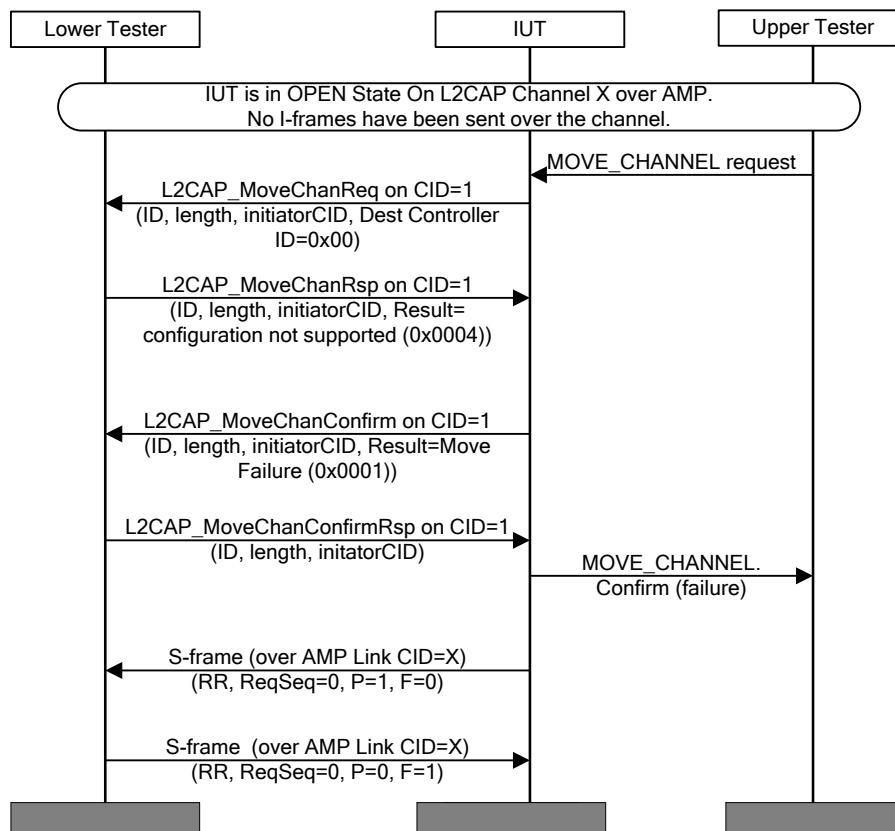 Lower Tester
IUT
Upper Tester
IUT is in OPEN State On L2CAP Channel X over AMP.
No I-frames have been sent over the channel.
MOVE_CHANNEL request
L2CAP_MoveChanReq on CID=1
(ID, length, initiatorCID, Dest Controller
ID=0x00)
L2CAP_MoveChanRsp on CID=1
(ID, length, initiatorCID, Result=
configuration not supported (0x0004))
L2CAP_MoveChanConfirm on CID=1
(ID, length, initiatorCID, Result=Move
Failure (0x0001))
L2CAP_MoveChanConfirmRsp on CID=1
(ID, length, initatorCID)
MOVE_CHANNEL.
Confirm (failure)
S-frame (over AMP Link CID=X)
(RR, ReqSeq=0, P=1, F=0)
S-frame (over AMP Link CID=X)
(RR, ReqSeq=0, P=0, F=1)